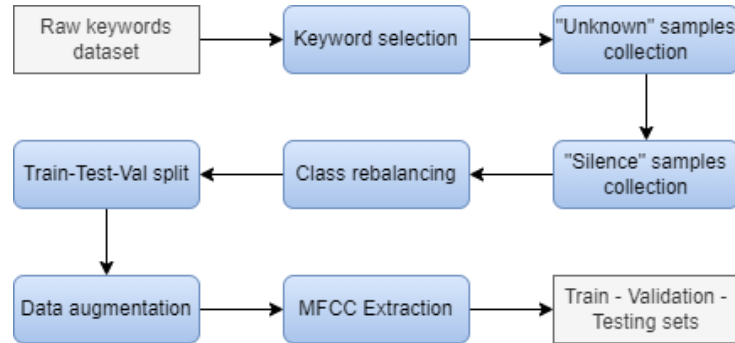 Raw keywords
dataset
Keyword selection
"Unknown" samples
collection
"Silence" samples
collection
Class rebalancing
Train-Test-Val split
Data augmentation
MFCC Extraction
Train - Validation -
Testing sets